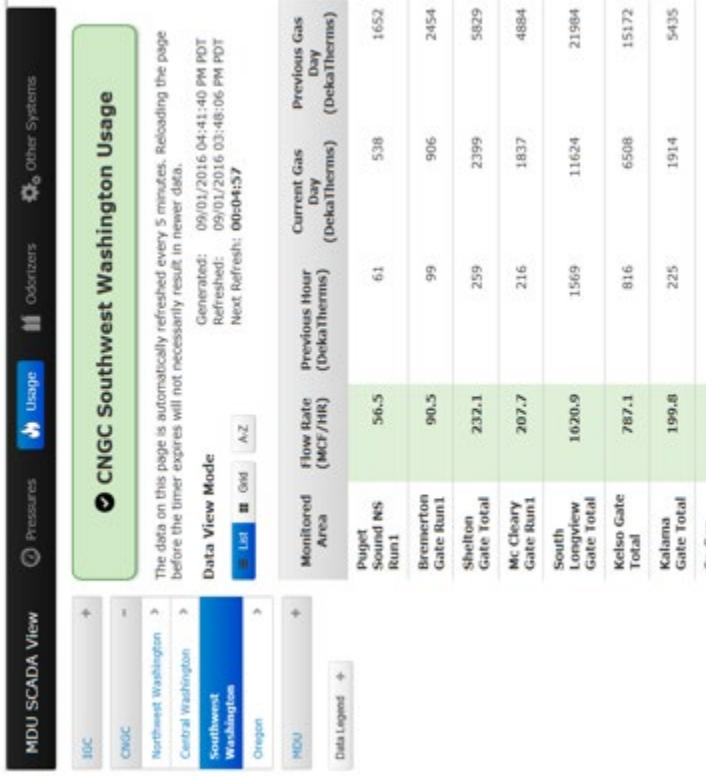 MDU SCADA View
Pressures
Usage
Odorizers
Other Systems
IGC +
CNGC -
Northwest Washington >
Central Washington >
Southwest
Washington
Oregon >
MDU +
Data Legend +
CNGC Southwest Washington Usage
The data on this page is automatically refreshed every 5 minutes. Reloading the page
before the timer expires will not necessarily result in newer data.
Data View Mode
List
Grid
A-Z
Generated: 09/01/2016 04:41:40 PM PDT
Refreshed: 09/01/2016 03:48:06 PM PDT
Next Refresh: 00:04:57
Monitored
Area
Flow Rate
(MCF/HR)
Previous Hour
(DekaTherms)
Current Gas
Day
(DekaTherms)
Previous Gas
Day
(DekaTherms)
Puget
Sound NS
Run1
56.5 61 538 1652
Bremerton
Gate Run1
90.5 99 906 2454
Shelton
Gate Total
232.1 259 2399 5829
Mc Cleary
Gate Run1
207.7 216 1837 4884
South
Longview
Gate Total
1620.9 1569 11624 21984
Kelso Gate
Total
787.1 816 6508 15172
Kalama
Gate Total
199.8 225 1914 5435